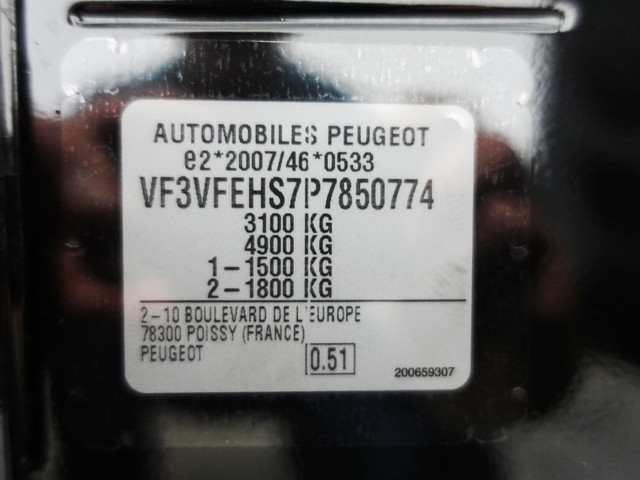 AUTOMOBILES PEUGEOT
e2*2007/46*0533
VF3VFEHS7P7850774
3100 KG
4900 KG
1-1500 KG
2-1800 KG
2-10 BOULEVARD DE L'EUROPE
78300 POISSY (FRANCE)
PEUGEOT
0.51
200659307